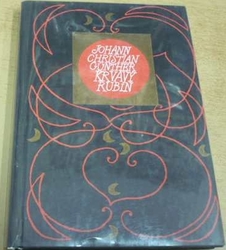 JOHANN
CHRISTIAN
GÜNTHER
KRVAVÝ
RUBÍN